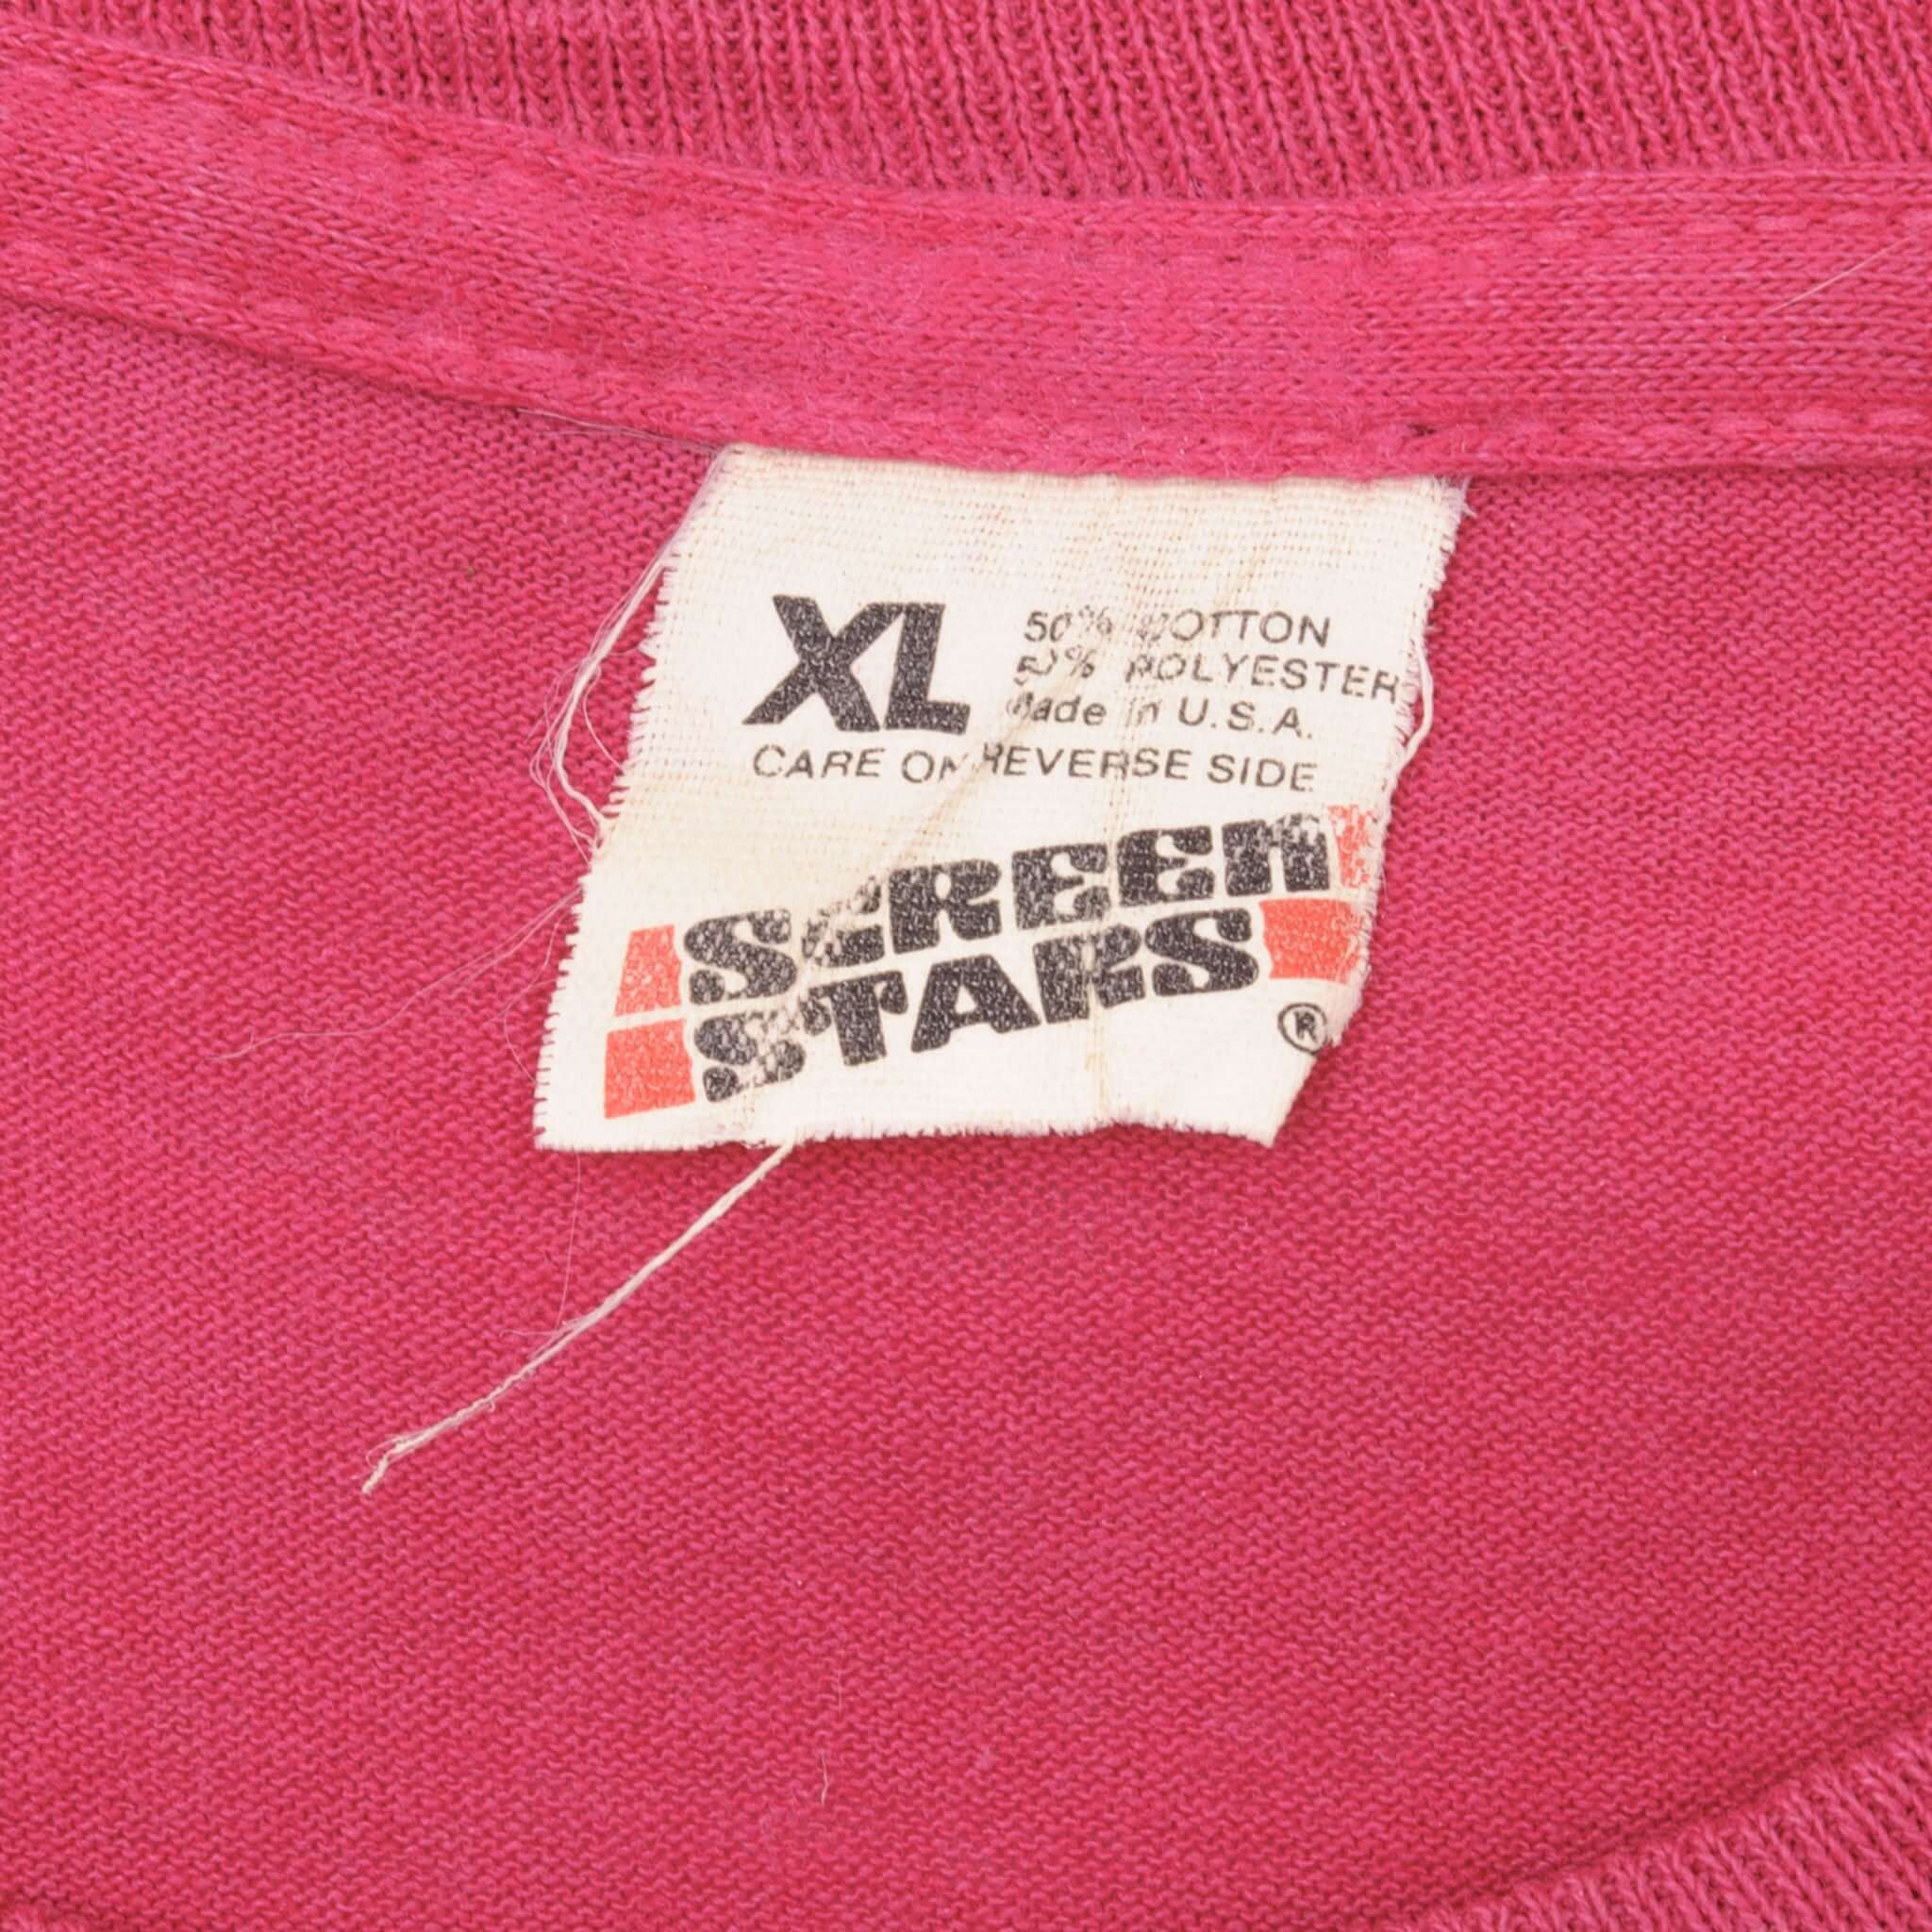 XL
50% COTTON
50% POLYESTER
Made in U.S.A.
CARE ON REVERSE SIDE
SCREEN
STARS
®